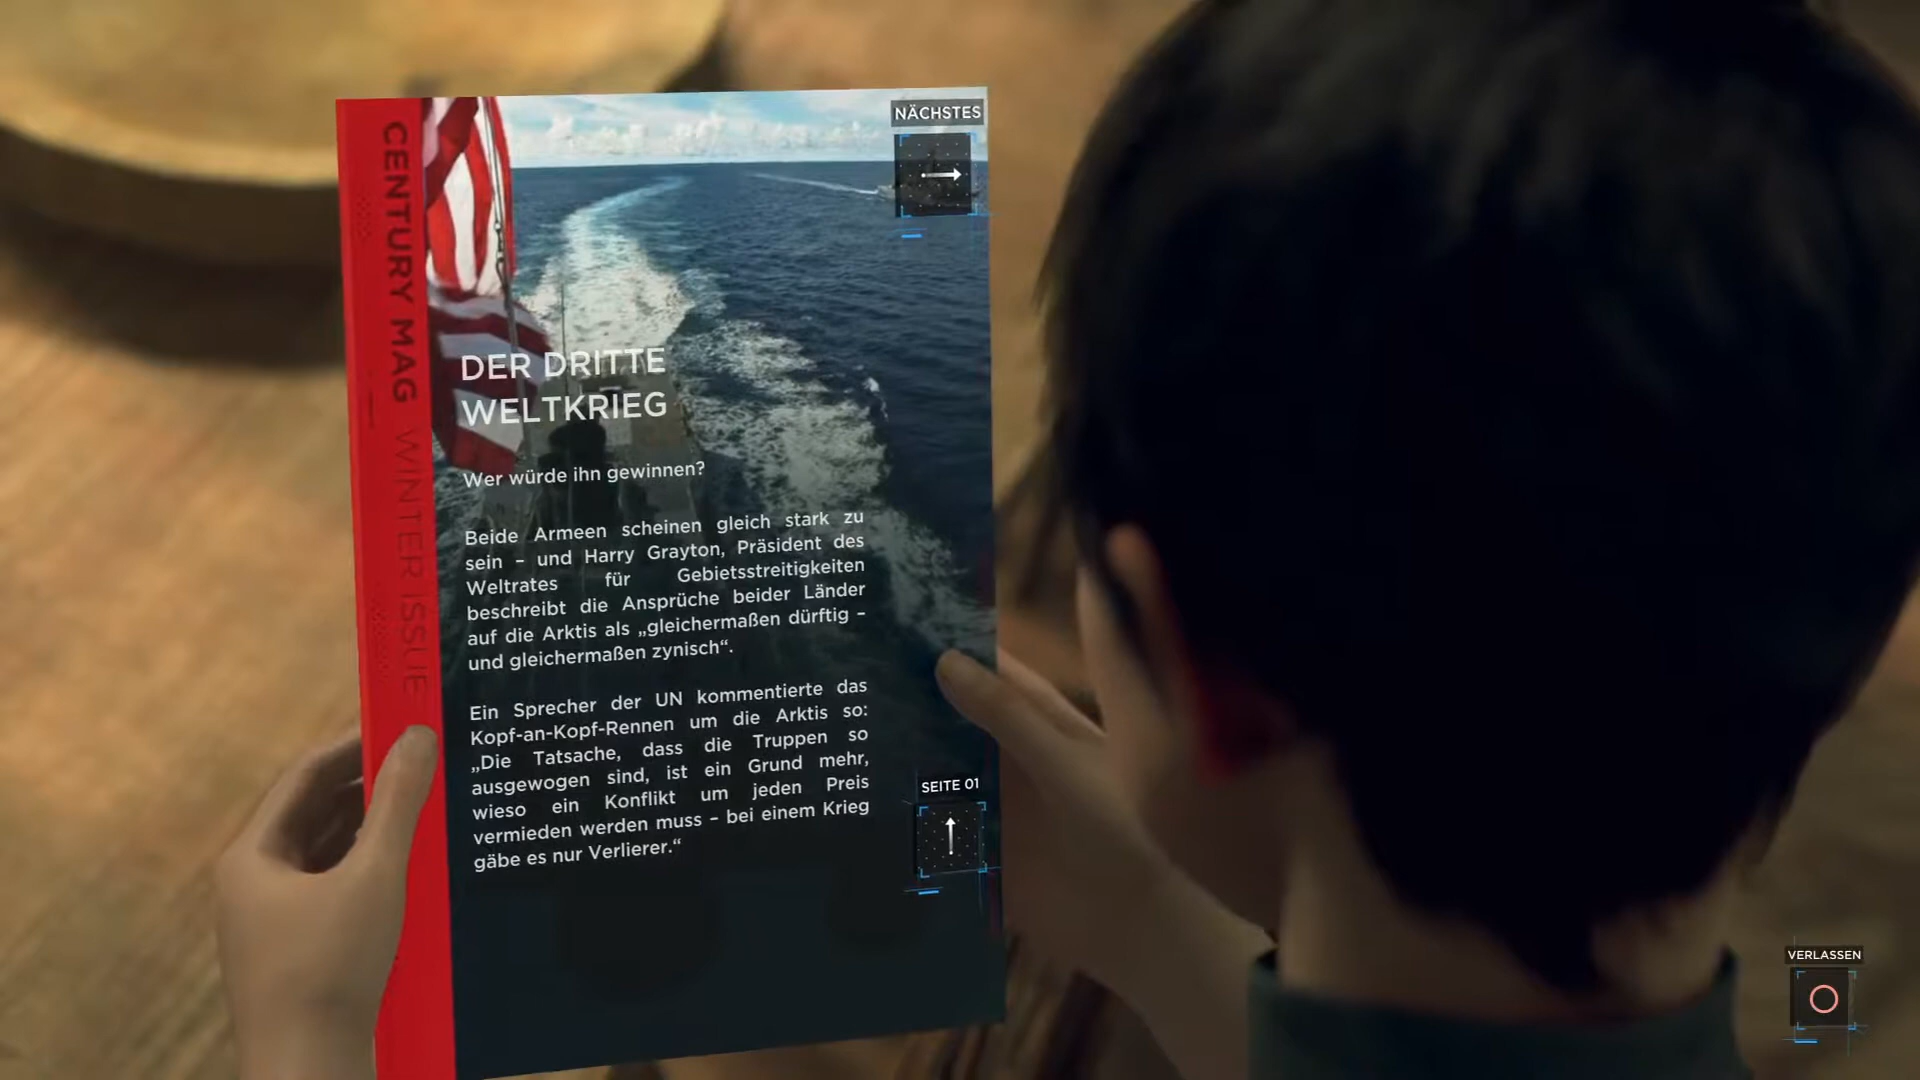 CENTURY MAG WINTER ISSUE
NÄCHSTES
DER DRITTE
WELTKRIEG
Wer würde ihn gewinnen?
Beide Armeen scheinen gleich stark zu
sein – und Harry Grayton, Präsident des
Weltrates für Gebietsstreitigkeiten
beschreibt die Ansprüche beider Länder
auf die Arktis als „gleichermaßen dürftig –
und gleichermaßen zynisch“.
Ein Sprecher der UN kommentierte das
Kopf-an-Kopf-Rennen um die Arktis so:
„Die Tatsache, dass die Truppen so
ausgewogen sind, ist ein Grund mehr,
wieso ein Konflikt um jeden Preis
vermieden werden muss – bei einem Krieg
gäbe es nur Verlierer.“
SEITE 01
VERLASSEN